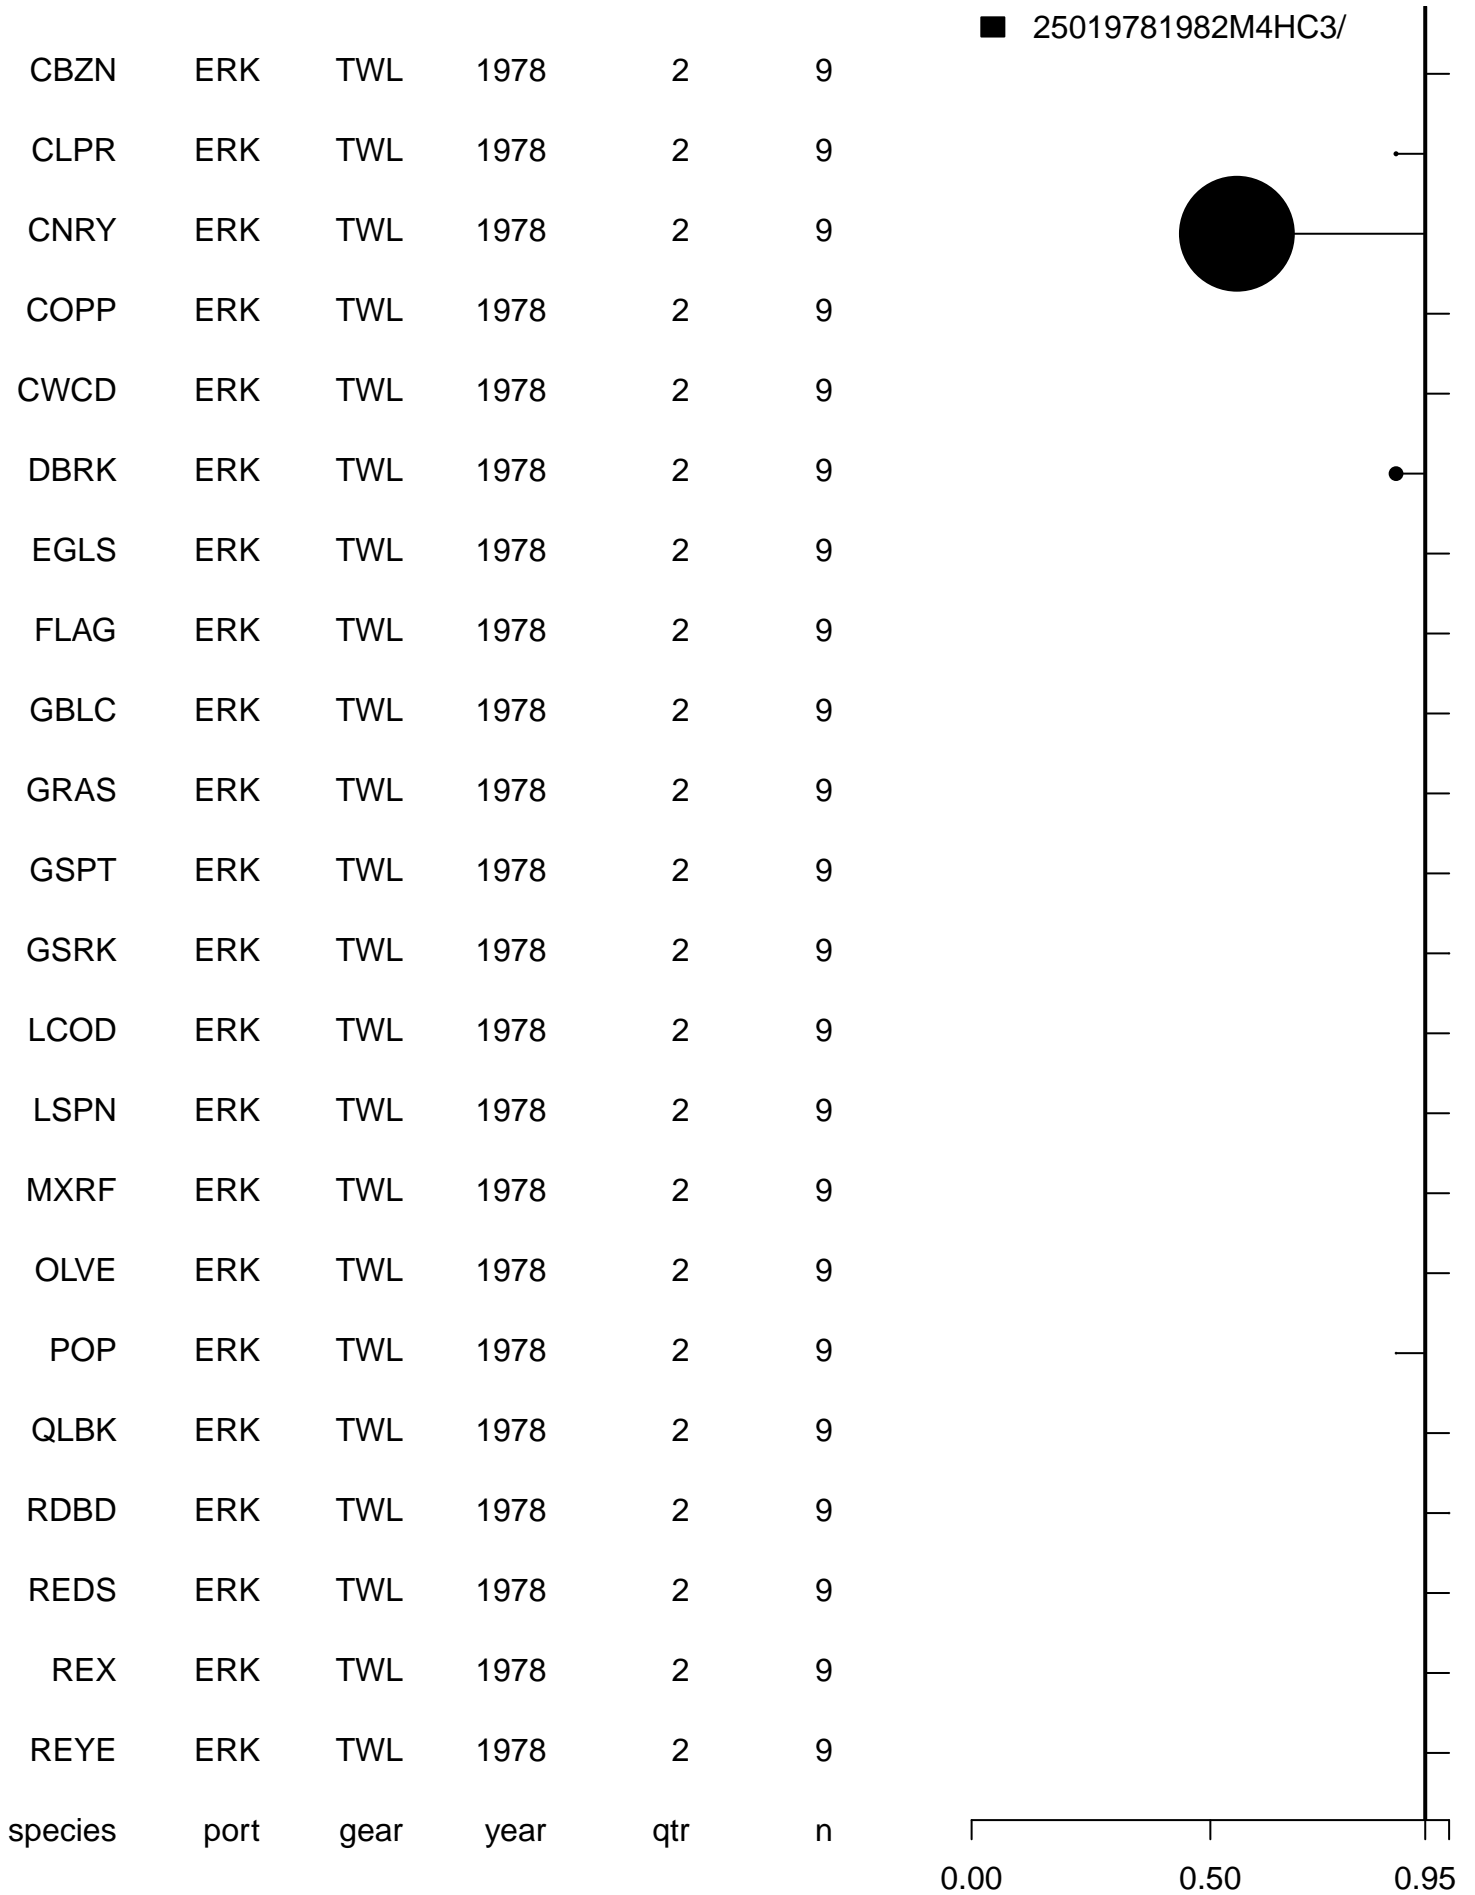 25019781982M4HC3/
CBZN ERK TWL 1978 2 9
CLPR ERK TWL 1978 2 9
CNRY ERK TWL 1978 2 9
COPP ERK TWL 1978 2 9
CWCD ERK TWL 1978 2 9
DBRK ERK TWL 1978 2 9
EGLS ERK TWL 1978 2 9
FLAG ERK TWL 1978 2 9
GBLC ERK TWL 1978 2 9
GRAS ERK TWL 1978 2 9
GSPT ERK TWL 1978 2 9
GSRK ERK TWL 1978 2 9
LCOD ERK TWL 1978 2 9
LSPN ERK TWL 1978 2 9
MXRF ERK TWL 1978 2 9
OLVE ERK TWL 1978 2 9
POP ERK TWL 1978 2 9
QLBK ERK TWL 1978 2 9
RDBD ERK TWL 1978 2 9
REDS ERK TWL 1978 2 9
REX ERK TWL 1978 2 9
REYE ERK TWL 1978 2 9
species port gear year qtr n
0.00 0.50 0.95